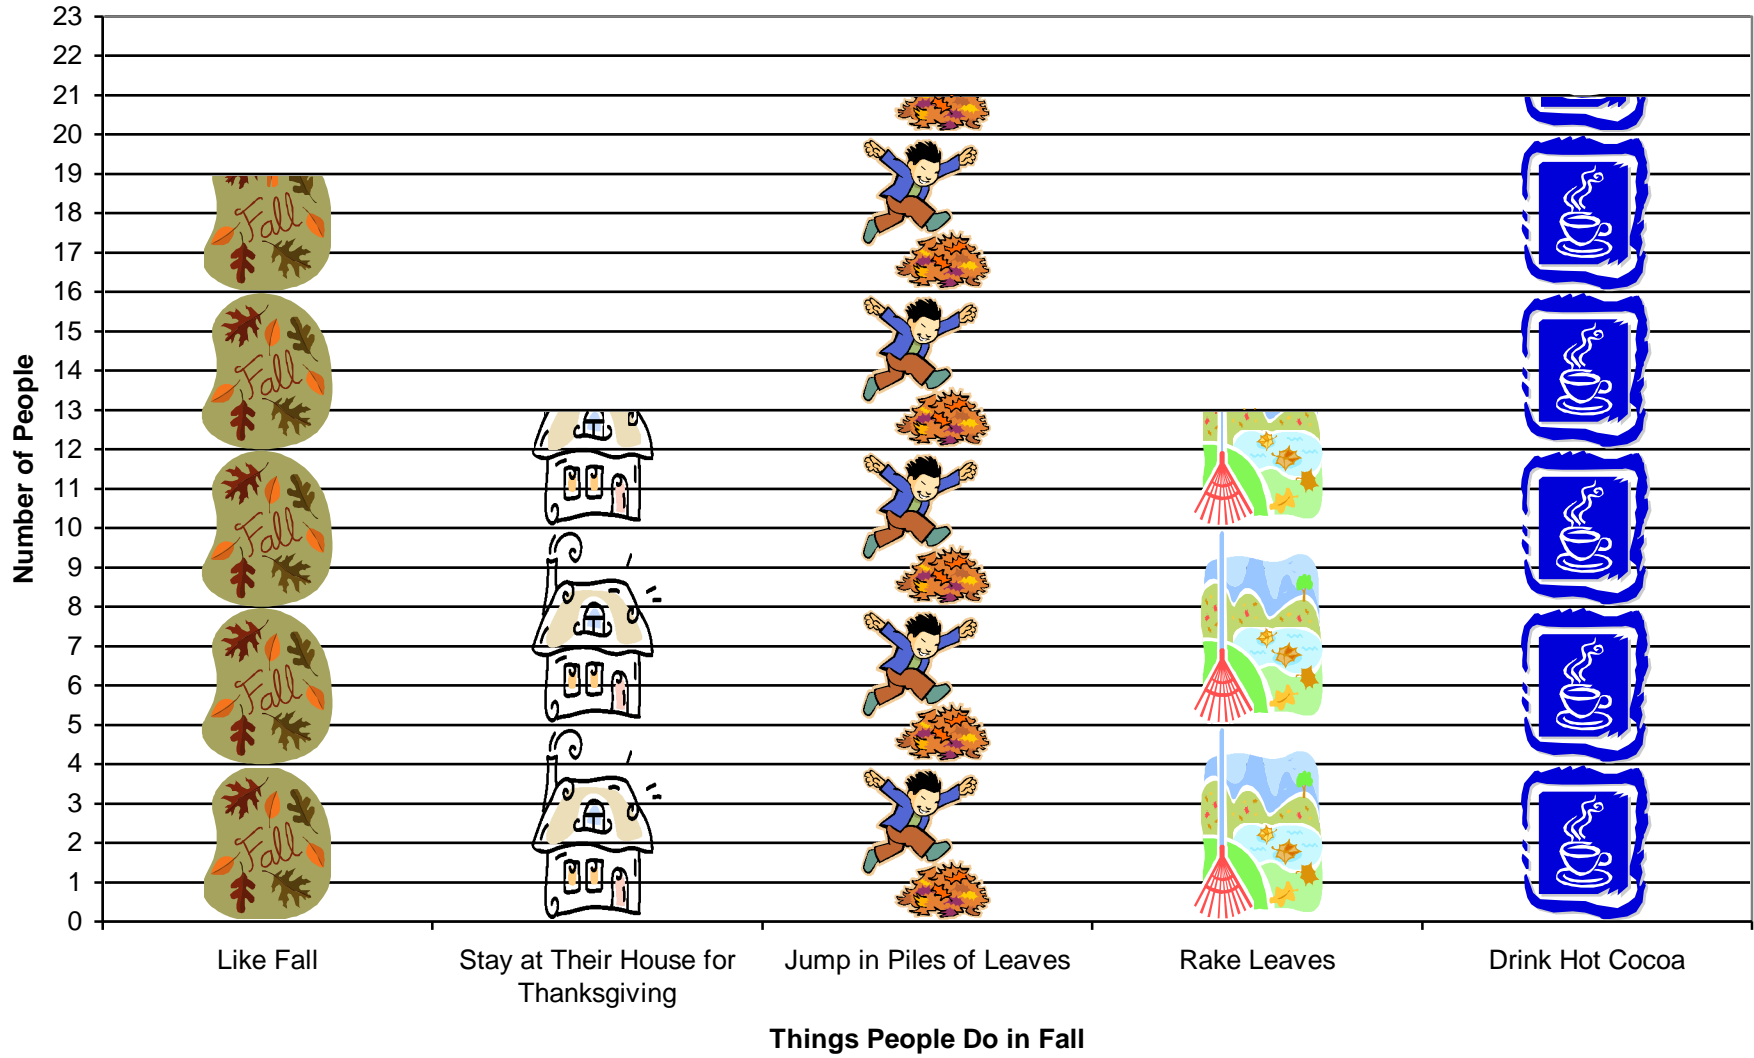 23
22
21
20
19
18
17
16
15
14
13
12
11
10
9
8
7
6
5
4
3
2
1
0
Number of People
Fall
Fall
Fall
Fall
Fall
Like Fall
Stay at Their House for
Thanksgiving
Jump in Piles of Leaves
Rake Leaves
Drink Hot Cocoa
Things People Do in Fall